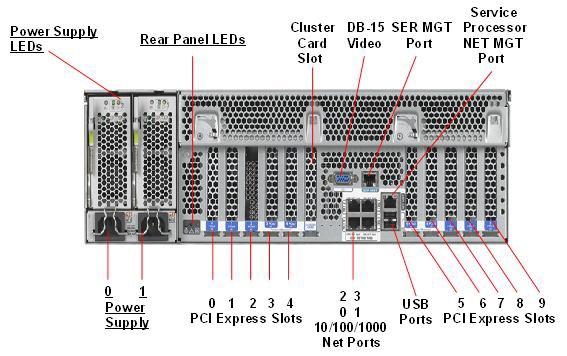 Power Supply
LEDs
Rear Panel LEDs
Cluster
Card
Slot
DB-15
Video
SER MGT
Port
Service
Processor
NET MGT
Port
0 1
Power
Supply
0 1 2 3 4
PCI Express Slots
2 3
0 1
10/100/1000
Net Ports
USB
Ports
5 6 7 8 9
PCI Express Slots